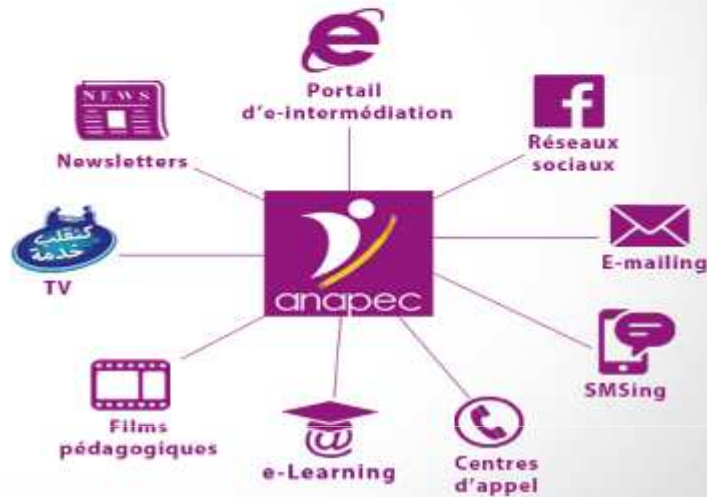 Portail
d'e-intermédiation
NEWS
Newsletters
f
Réseaux
sociaux
كنقلب
خدمة
TV
anapec
E-mailing
SMSing
Films
pédagogiques
@
e-Learning
Centres
d'appel